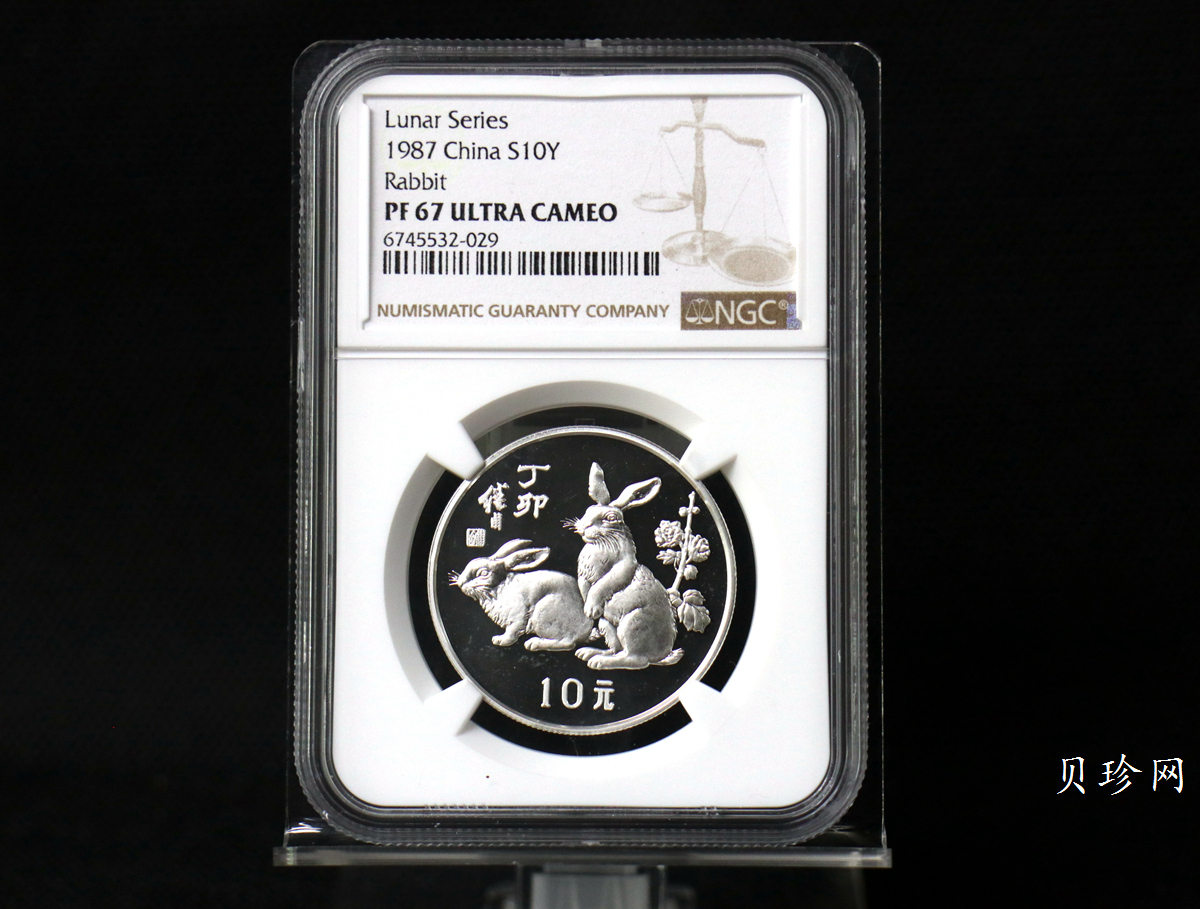 Lunar Series
1987 China S10Y
Rabbit
PF 67 ULTRA CAMEO
6745532-029
NUMISMATIC GUARANTY COMPANY
NGC®
丁卯
10元
贝珍网